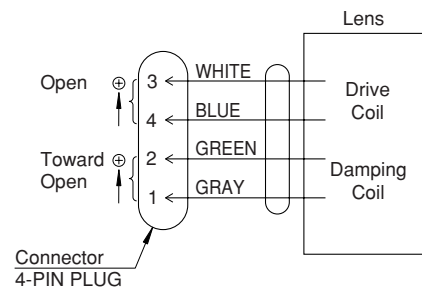 Lens
Open ⊕ 3 WHITE
Drive
Coil
4 BLUE
Toward
Open
⊕ 2 GREEN
Damping
Coil
1 GRAY
Connector
4-PIN PLUG